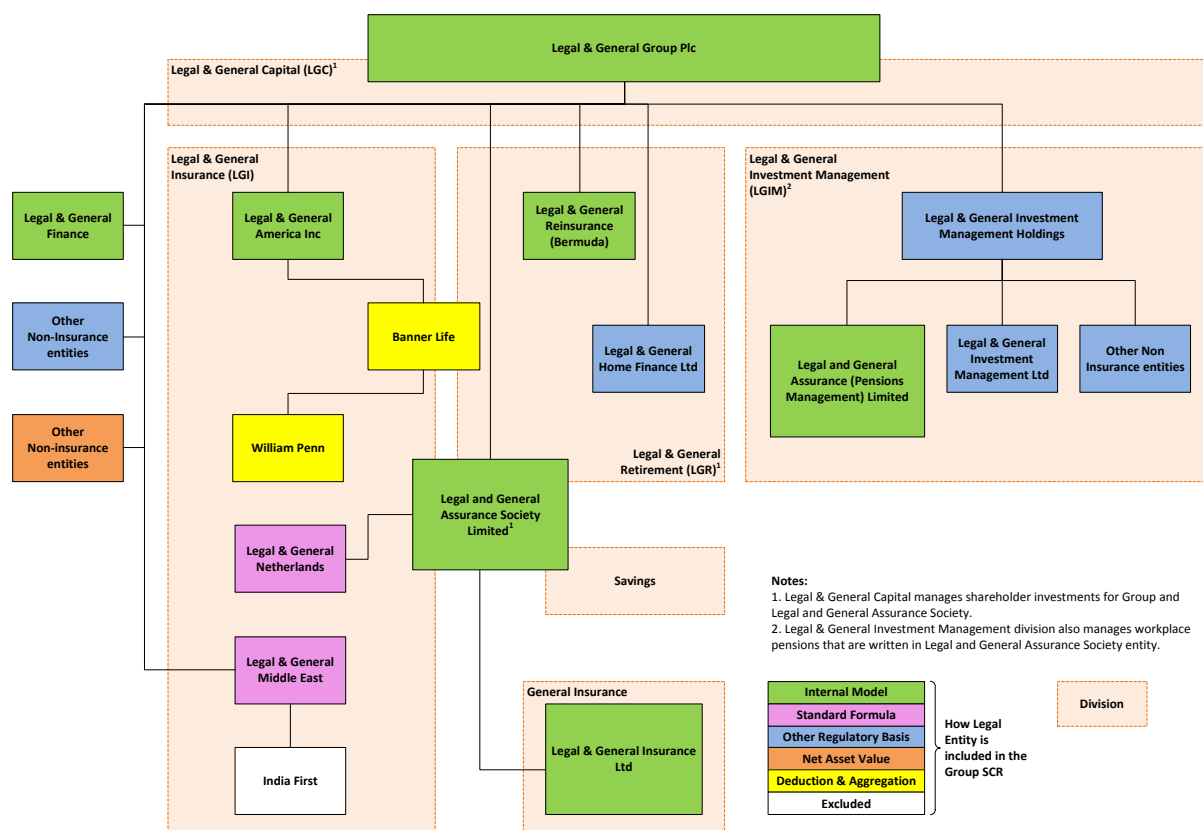 Legal & General Group Plc
Legal & General Capital (LGC)1
Legal & General
Insurance (LGI)
Legal & General
Investment Management
(LGIM)2
Legal & General
Finance
Legal & General
America Inc
Legal & General
Reinsurance
(Bermuda)
Legal & General Investment
Management Holdings
Other
Non-Insurance
entities
Banner Life
Legal & General
Home Finance Ltd
Legal and General
Assurance (Pensions
Management) Limited
Legal & General
Investment
Management Ltd
Other Non
Insurance entities
Other
Non-insurance
entities
William Penn
Legal & General
Retirement (LGR)1
Legal and General
Assurance Society
Limited1
Legal & General
Netherlands
Savings
Notes:
1. Legal & General Capital manages shareholder investments for Group and
Legal and General Assurance Society.
2. Legal & General Investment Management division also manages workplace
pensions that are written in Legal and General Assurance Society entity.
Legal & General
Middle East
General Insurance
Legal & General Insurance
Ltd
India First
Internal Model
Standard Formula
Other Regulatory Basis
Net Asset Value
Deduction & Aggregation
Excluded
How Legal
Entity is
included in the
Group SCR
Division